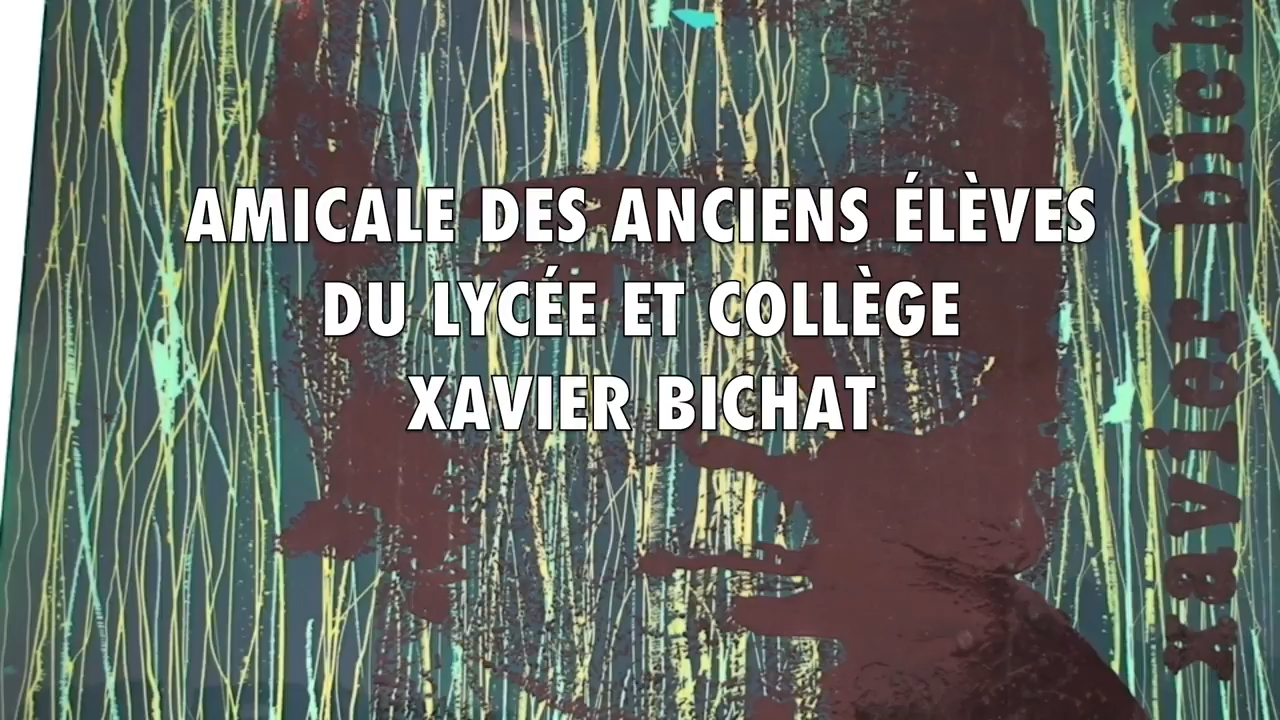 AMICALE DES ANCIENS ÉLÈVES
DU LYCÉE ET COLLÈGE
XAVIER BICHAT
xavier bich